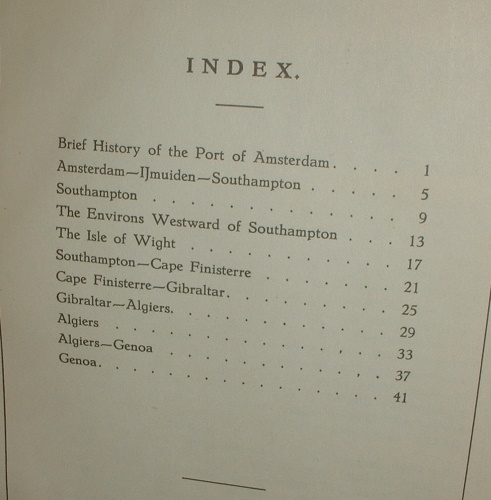 INDEX.
Brief History of the Port of Amsterdam. . . . 1
Amsterdam—IJmuiden—Southampton . . . . . 5
Southampton . . . . . . . . . . . . 9
The Environs Westward of Southampton . . . 13
The Isle of Wight . . . . . . . . . . 17
Southampton—Cape Finisterre . . . . . . 21
Cape Finisterre—Gibraltar. . . . . . . . 25
Gibraltar—Algiers. . . . . . . . . . . 29
Algiers . . . . . . . . . . . . . 33
Algiers—Genoa . . . . . . . . . . 37
Genoa. . . . . . . . . . . . . . 41